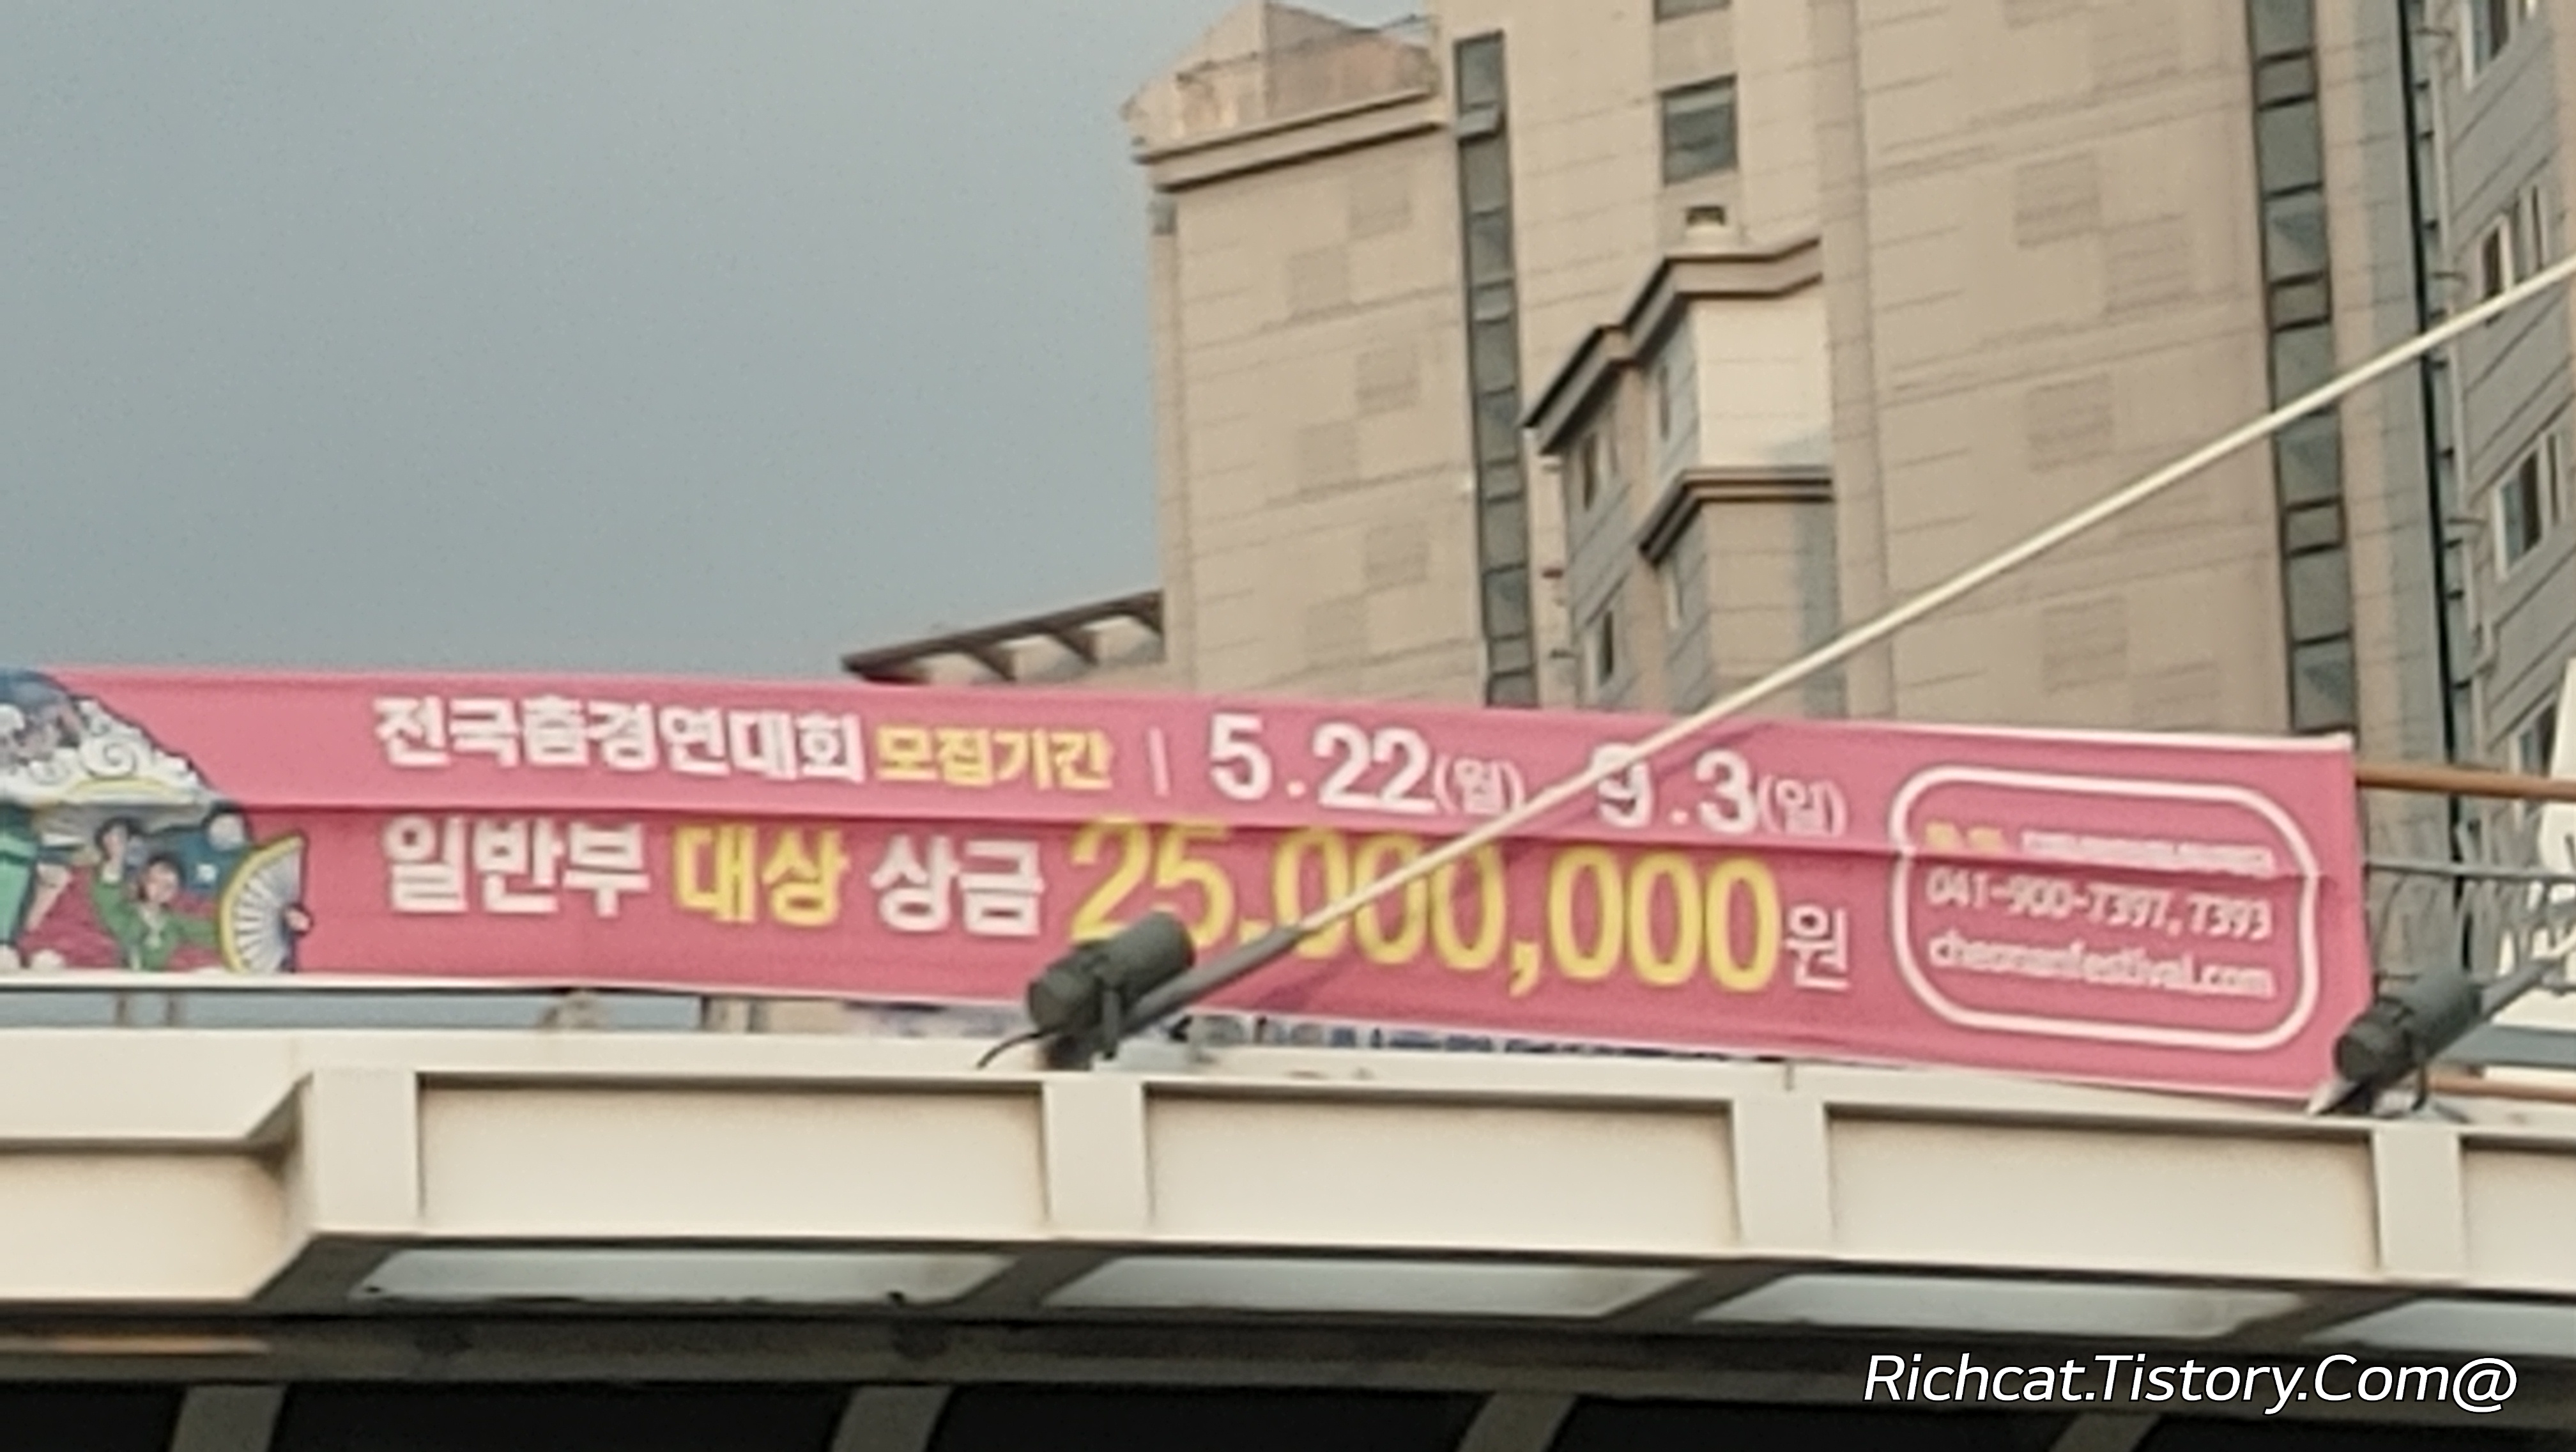 전국춤경연대회 모집기간 | 5.22(월) 9.3(일)
일반부 대상 상금 25,000,000원
041-900-7397, 7393
cheonanfestival.com
Richcat.Tistory.Com@